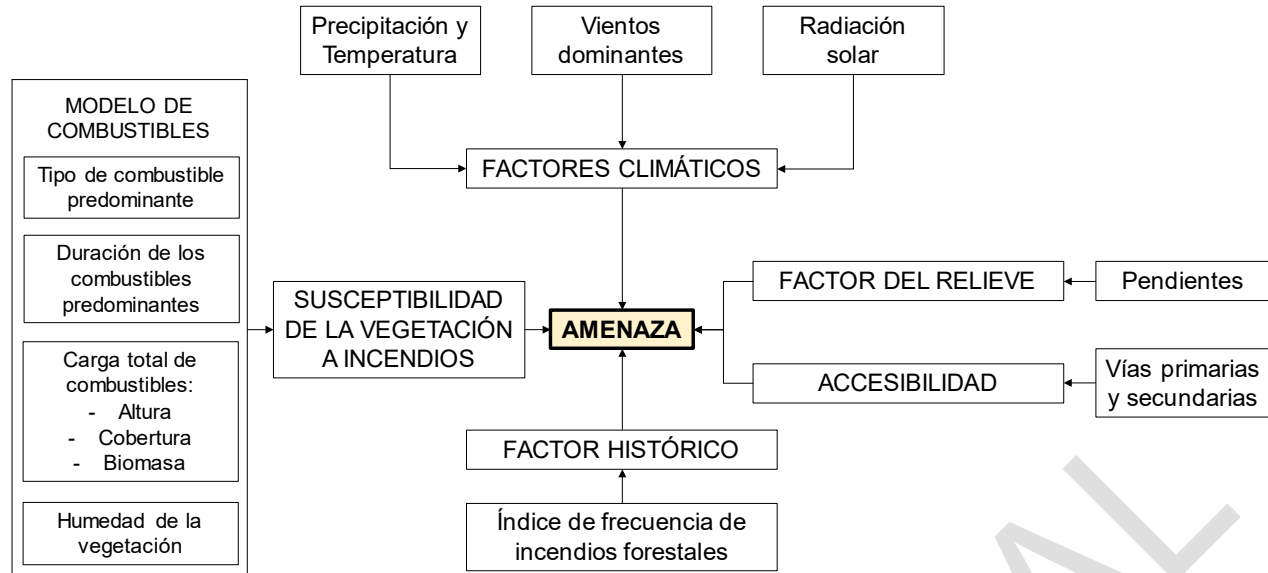 Precipitación y
Temperatura
Vientos
dominantes
Radiación
solar
MODELO DE
COMBUSTIBLES
Tipo de combustible
predominante
Duración de los
combustibles
predominantes
Carga total de
combustibles:
- Altura
- Cobertura
- Biomasa
Humedad de la
vegetación
FACTORES CLIMÁTICOS
SUSCEPTIBILIDAD
DE LA VEGETACIÓN
A INCENDIOS
AMENAZA
FACTOR DEL RELIEVE
Pendientes
ACCESIBILIDAD
Vías primarias
y secundarias
FACTOR HISTÓRICO
Índice de frecuencia de
incendios forestales
AL